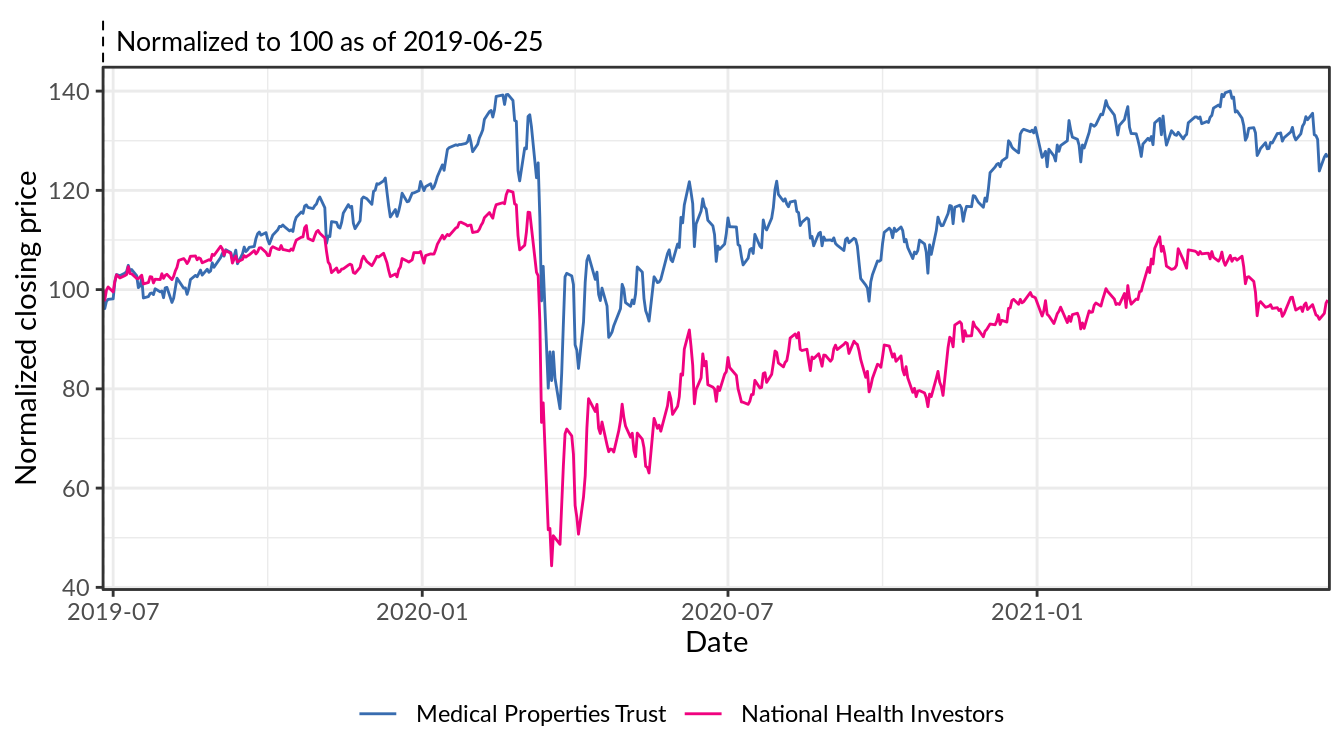 Normalized to 100 as of 2019-06-25
Normalized closing price
140
120
100
80
60
40
2019-07 2020-01 2020-07 2021-01
Date
Medical Properties Trust National Health Investors